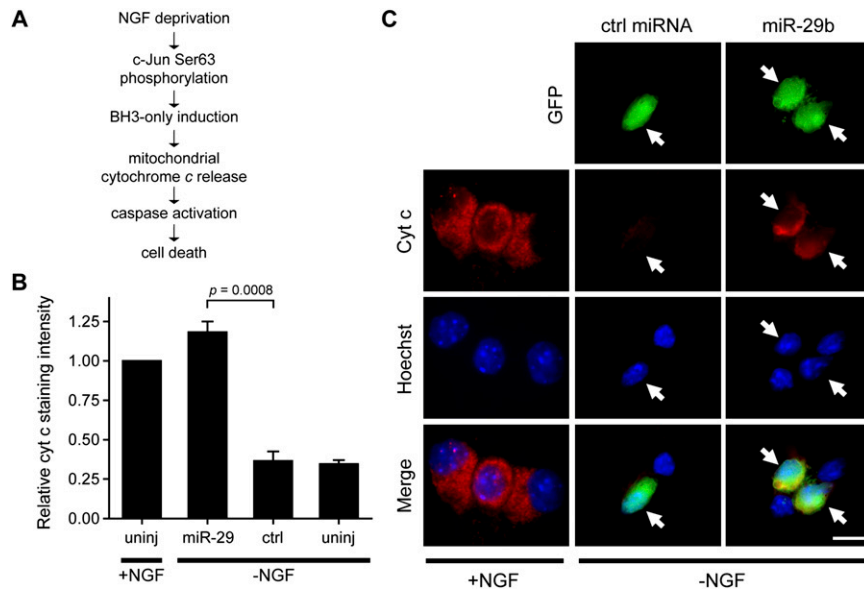 A
NGF deprivation
c-Jun Ser63
phosphorylation
BH3-only induction
mitochondrial
cytochrome c release
caspase activation
cell death
B
p = 0.0008
Relative cyt c staining intensity
1.25
1.00
0.50
0.25
0.00
uninj
miR-29
ctrl
uninj
+NGF
-NGF
C
ctrl miRNA
miR-29b
GFP
Cyt c
Hoechst
Merge
+NGF
-NGF